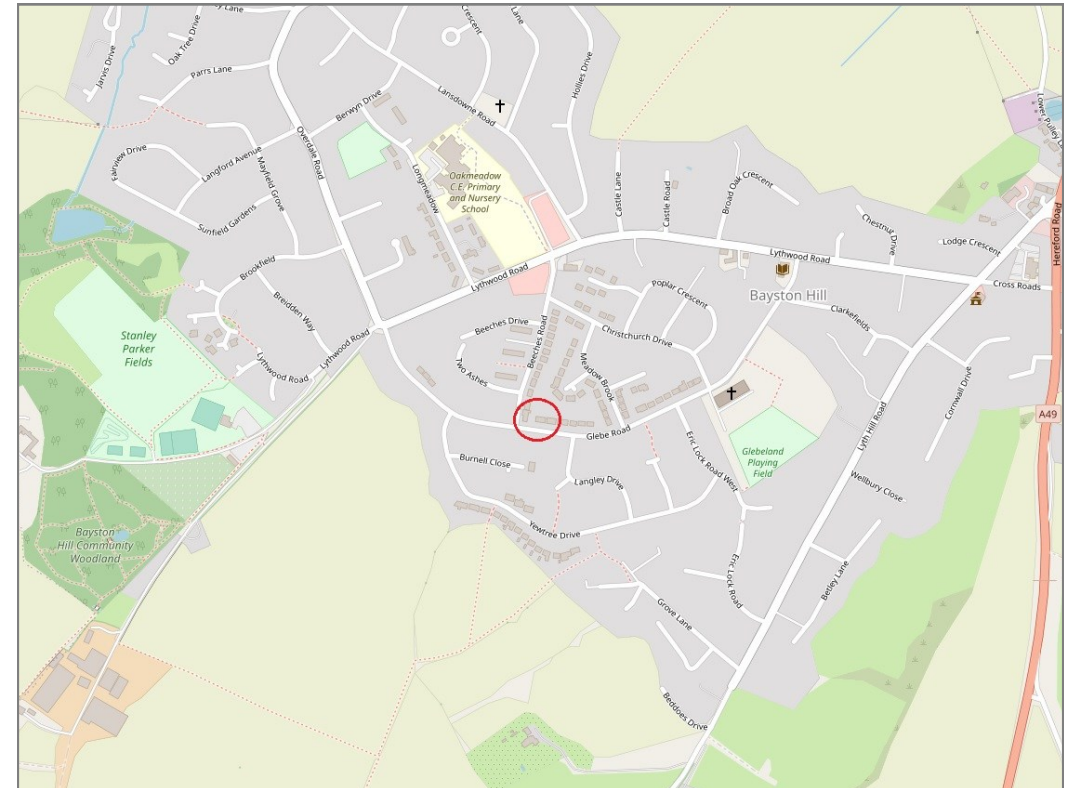 Lane
Crescent
Lane
Jarvis Drive
Oak Tree Drive
Parrs Lane
Hollies Drive
Lansdowne Road
Berwyn Drive
Overdale Road
Longmeadow
Oakmeadow
C.E. Primary
and Nursery
School
Fairview Drive
Langford Avenue
Mayfield Grove
Sunfield Gardens
Castle Lane
Castle Road
Broad Oak Crescent
Chestnut Drive
Lodge Crescent
Lower Pulley
Hereford Road
Lythwood Road
Cross Roads
Lythwood Road
Brookfield
Breidden Way
Bayston Hill
Poplar Crescent
Clarkefields
Stanley
Parker
Fields
Lythwood Road
Lythwood Road
Beeches Drive
Beeches Road
Christchurch Drive
Two Ashes
Meadow Brook
Cornwall Drive
A49
Lyth Hill Road
Glebe Road
Eric Lock Road West
Glebeland
Playing
Field
Burnell Close
Langley Drive
Wellbury Close
Bayston
Hill Community
Woodland
Yewtree Drive
Eric Lock Road
Betley Lane
Grove Lane
Beddoes Drive